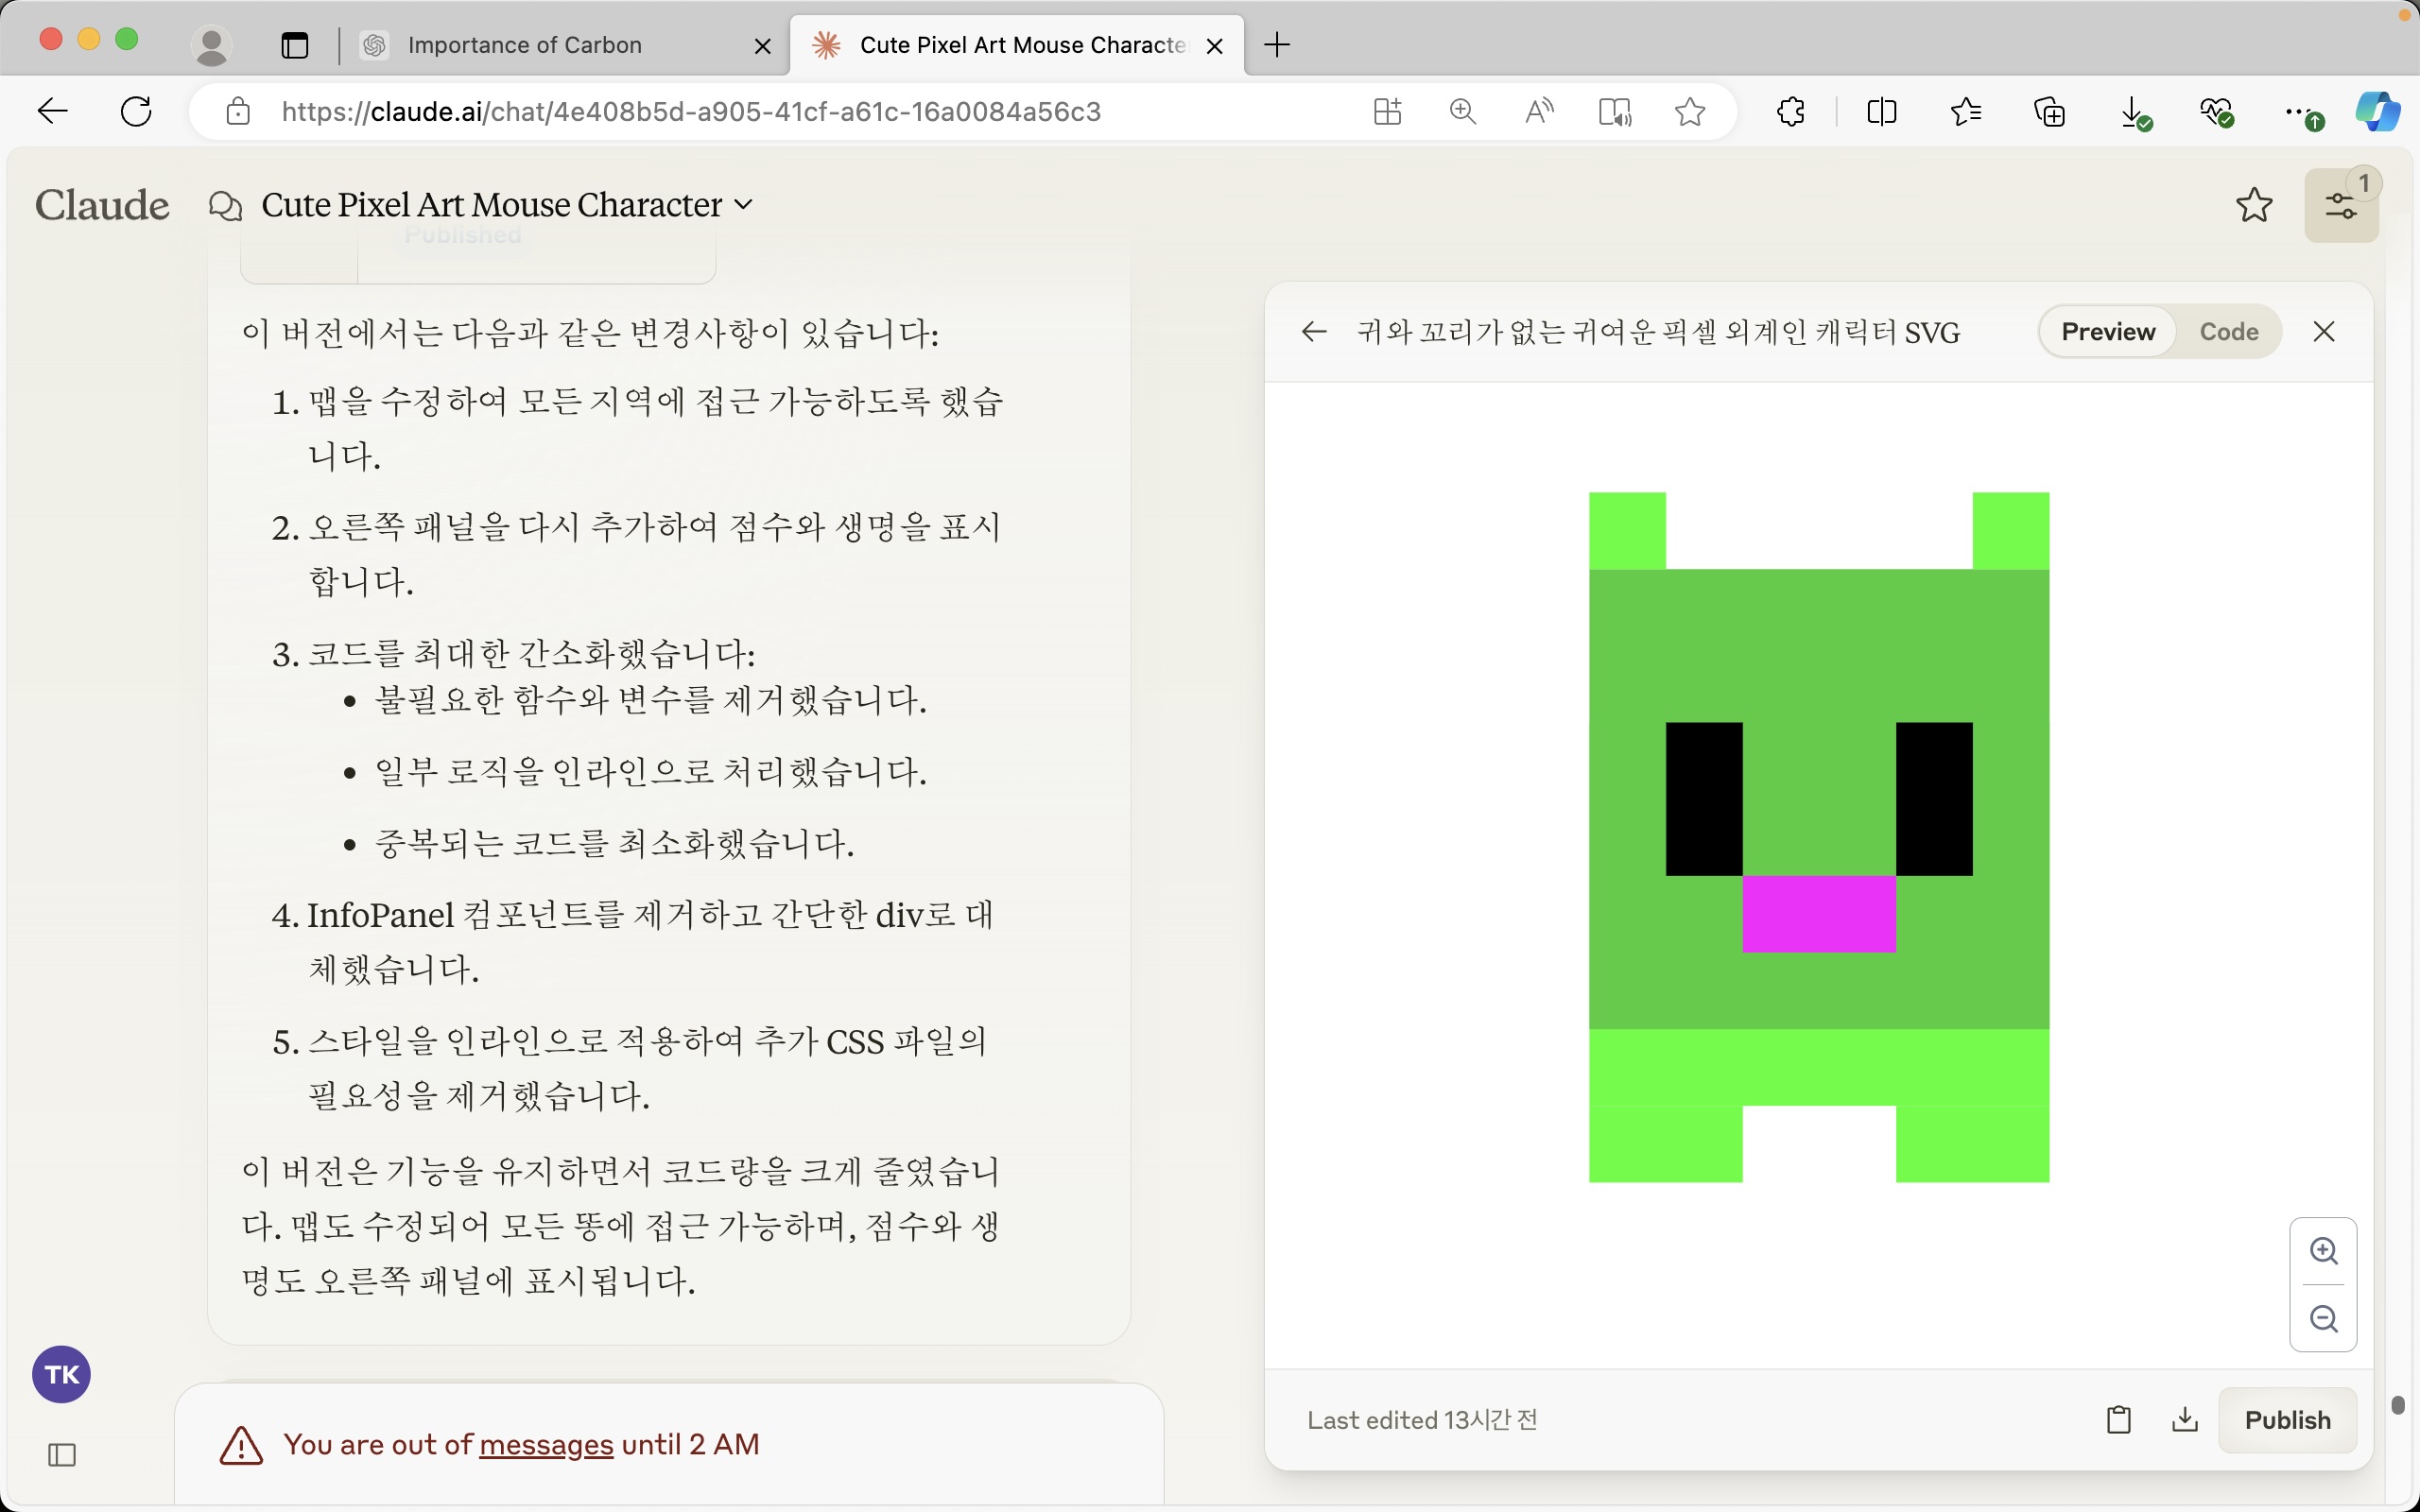 Importance of Carbon
Cute Pixel Art Mouse Characte
https://claude.ai/chat/4e408b5d-a905-41cf-a61c-16a0084a56c3
Claude
Cute Pixel Art Mouse Character
1
Published
이 버전에서는 다음과 같은 변경사항이 있습니다:
1. 맵을 수정하여 모든 지역에 접근 가능하도록 했습
니다.
2. 오른쪽 패널을 다시 추가하여 점수와 생명을 표시
합니다.
3. 코드를 최대한 간소화했습니다:
• 불필요한 함수와 변수를 제거했습니다.
• 일부 로직을 인라인으로 처리했습니다.
• 중복되는 코드를 최소화했습니다.
4. InfoPanel 컴포넌트를 제거하고 간단한 div로 대
체했습니다.
5. 스타일을 인라인으로 적용하여 추가 CSS 파일의
필요성을 제거했습니다.
이 버전은 기능을 유지하면서 코드량을 크게 줄였습니
다. 맵도 수정되어 모든 똥에 접근 가능하며, 점수와 생
명도 오른쪽 패널에 표시됩니다.
TK
You are out of messages until 2 AM
귀와 꼬리가 없는 귀여운 픽셀 외계인 캐릭터 SVG
Preview
Code
Last edited 13시간 전
Publish